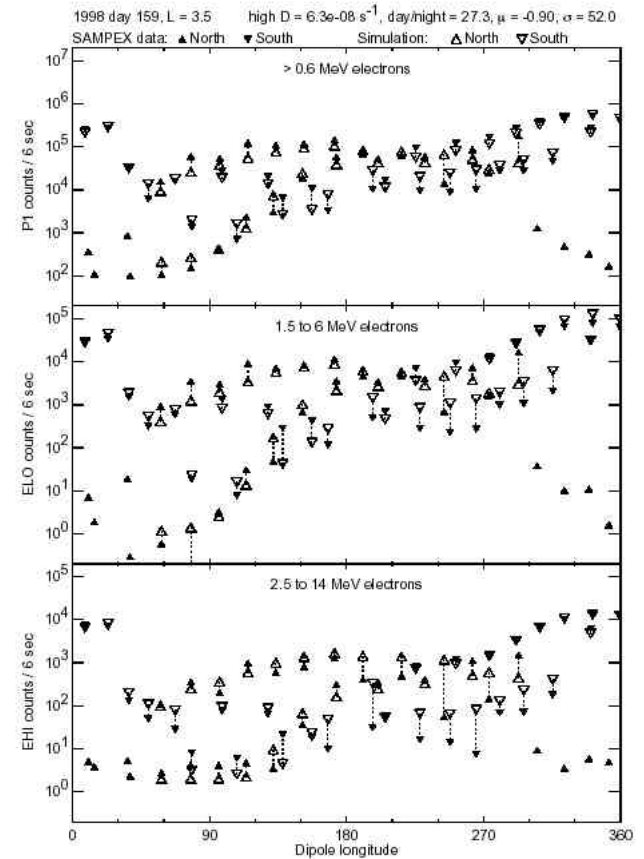 1998 day 159, L = 3.5 high D = 6.3e-08 s⁻¹, day/night = 27.3, μ = -0.90, σ = 52.0
SAMPEX data: ▲North ▼South Simulation: △North ▽South
> 0.6 MeV electrons
P1 counts / 6 sec
10⁷
10⁶
10⁵
10⁴
10³
10²
1.5 to 6 MeV electrons
ELO counts / 6 sec
10⁵
10⁴
10³
10²
10¹
10⁰
2.5 to 14 MeV electrons
EHI counts / 6 sec
10⁵
10⁴
10³
10²
10¹
10⁰
0 90 180 270 360
Dipole longitude